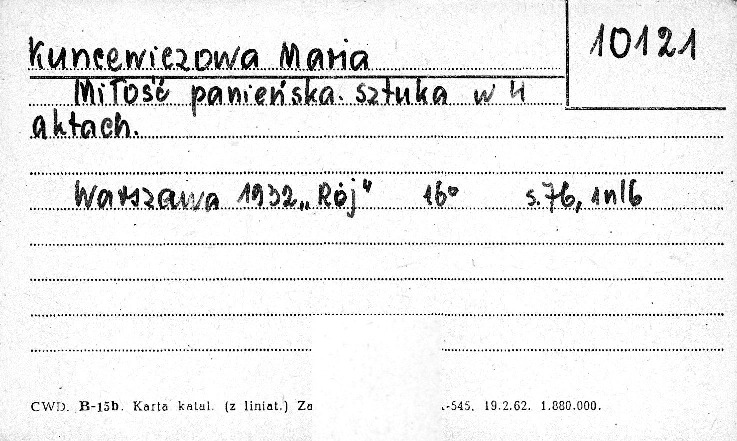 10121
Kuncewiczowa Maria
Miłość panieńska. Sztuka w 4
aktach.
Warszawa 1932 „Rój" 16° s. 76, 1nlb
CWD. B-15b. Karta katal. (z liniat.) Za -545. 19.2.62. 1.880.000.